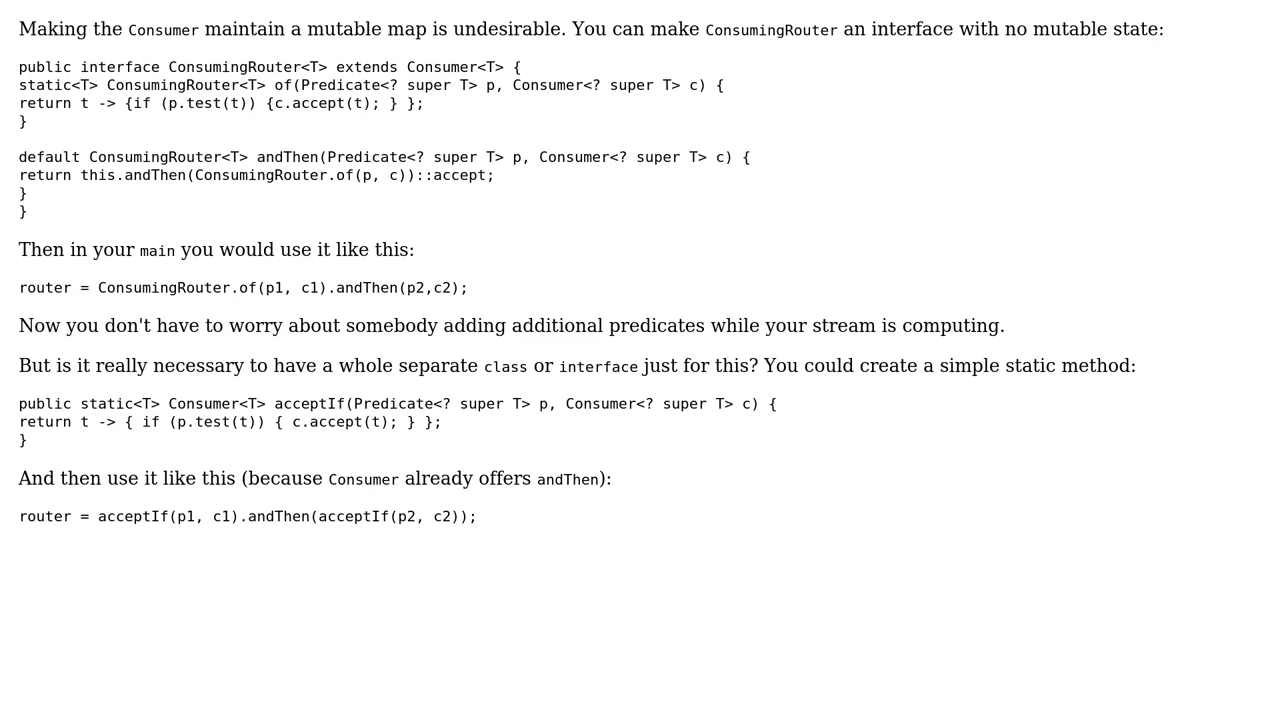 Making the Consumer maintain a mutable map is undesirable. You can make ConsumingRouter an interface with no mutable state:
public interface ConsumingRouter<T> extends Consumer<T> {
static<T> ConsumingRouter<T> of(Predicate<? super T> p, Consumer<? super T> c) {
return t -> {if (p.test(t)) {c.accept(t); } };
}
default ConsumingRouter<T> andThen(Predicate<? super T> p, Consumer<? super T> c) {
return this.andThen(ConsumingRouter.of(p, c))::accept;
}
}
Then in your main you would use it like this:
router = ConsumingRouter.of(p1, c1).andThen(p2,c2);
Now you don't have to worry about somebody adding additional predicates while your stream is computing.
But is it really necessary to have a whole separate class or interface just for this? You could create a simple static method:
public static<T> Consumer<T> acceptIf(Predicate<? super T> p, Consumer<? super T> c) {
return t -> { if (p.test(t)) { c.accept(t); } };
}
And then use it like this (because Consumer already offers andThen):
router = acceptIf(p1, c1).andThen(acceptIf(p2, c2));